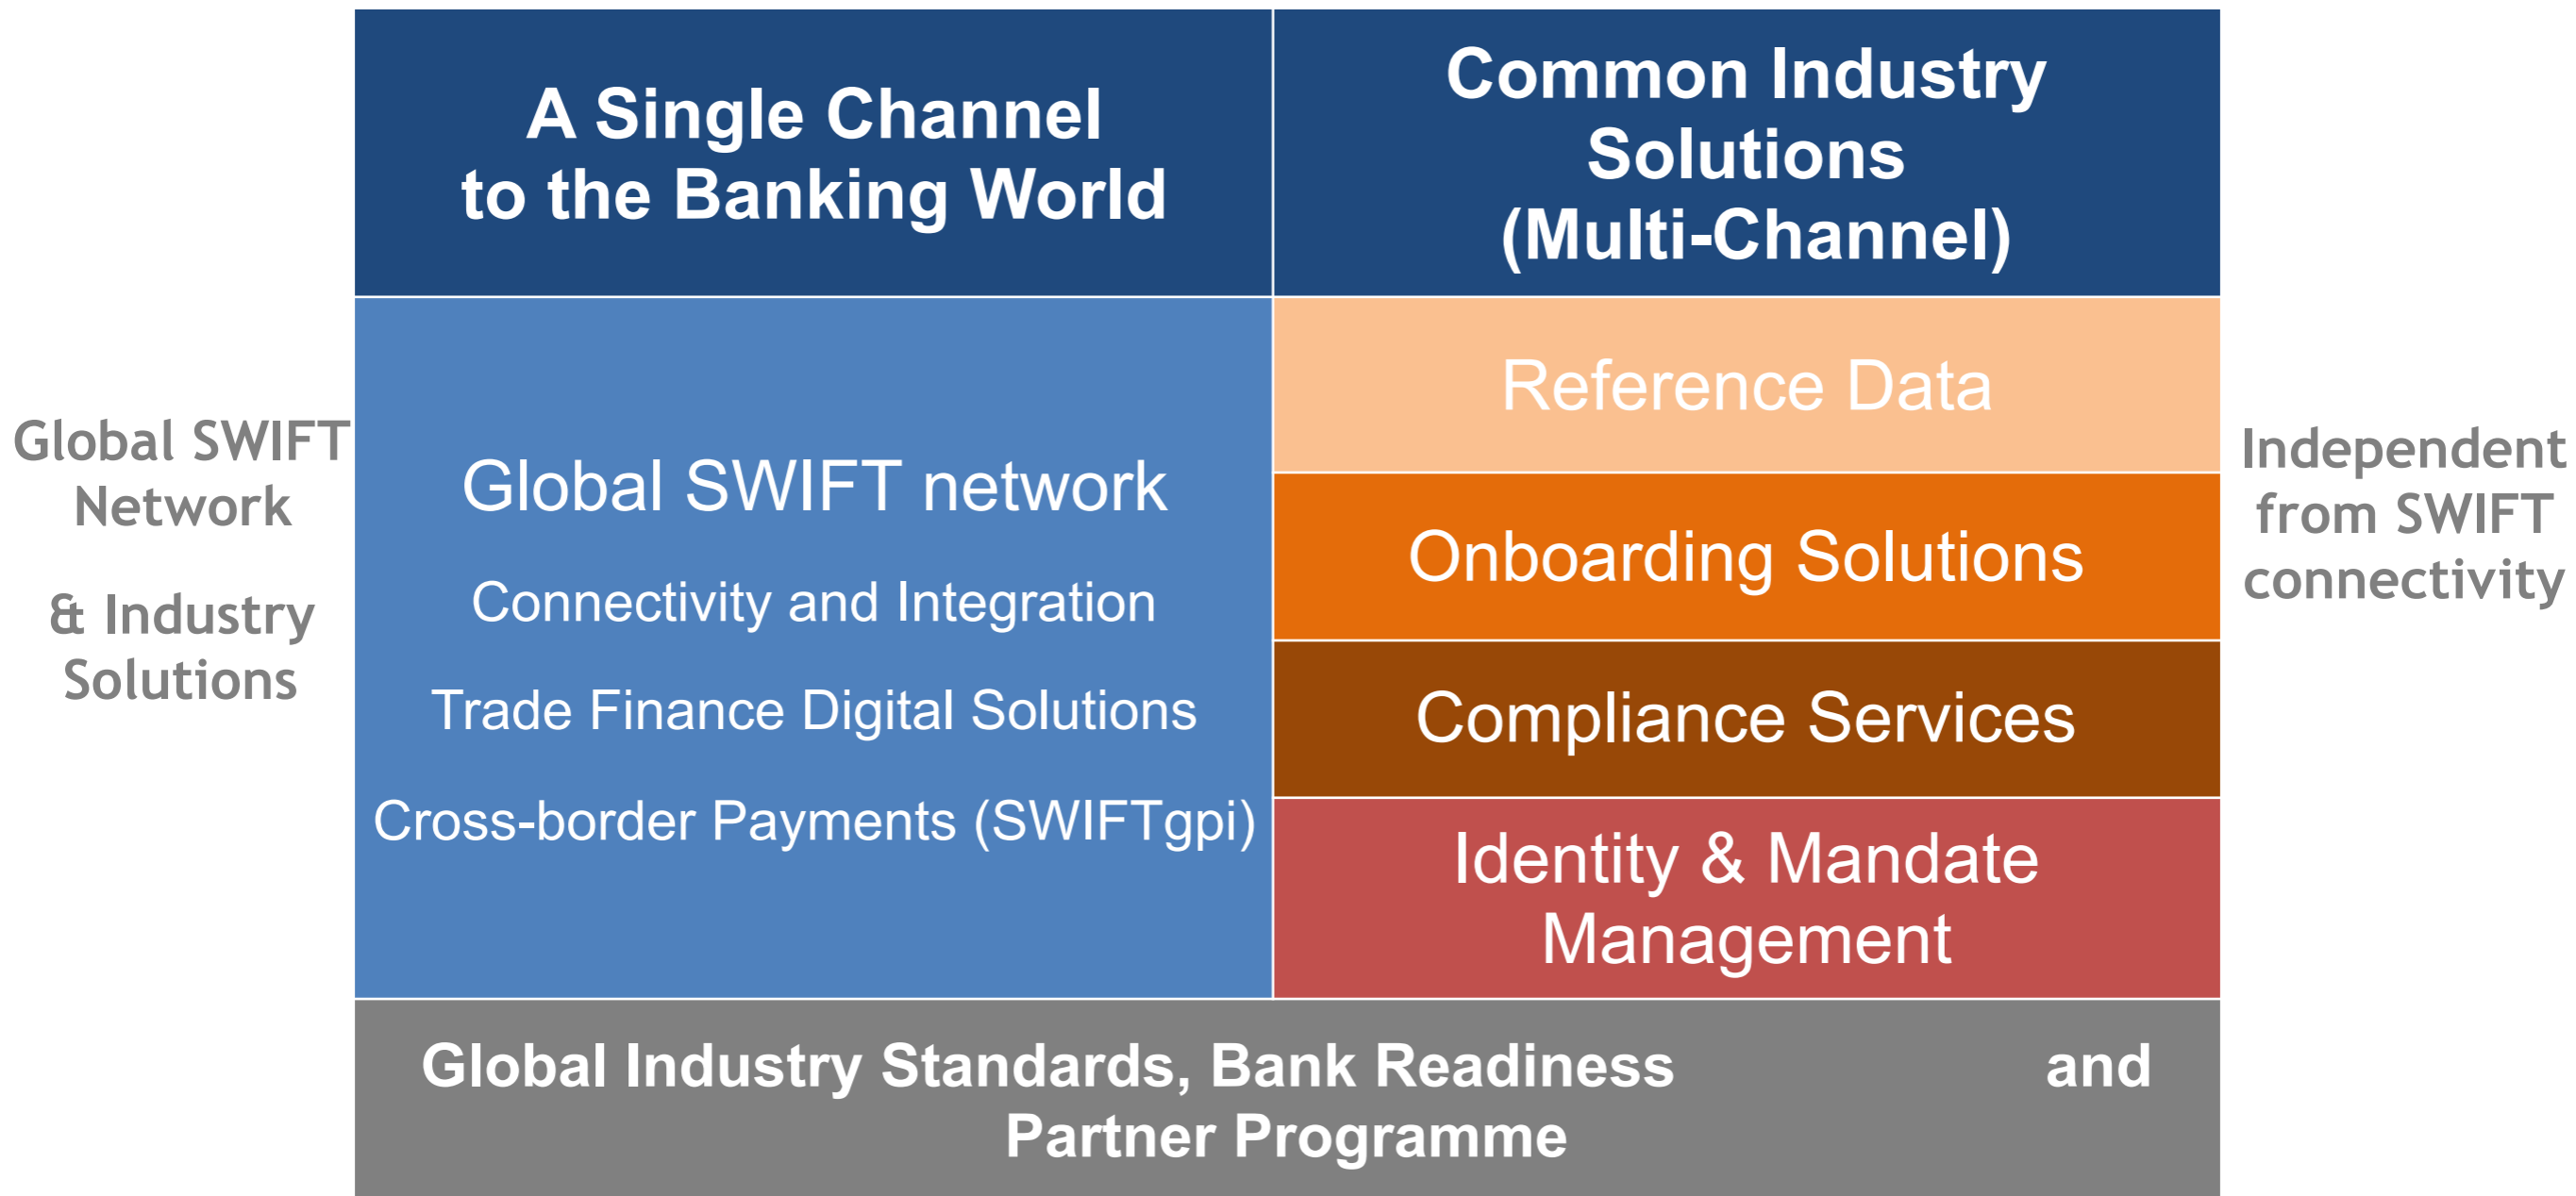 A Single Channel
to the Banking World
Common Industry
Solutions
(Multi-Channel)
Global SWIFT
Network
& Industry
Solutions
Global SWIFT network
Connectivity and Integration
Trade Finance Digital Solutions
Cross-border Payments (SWIFTgpi)
Reference Data
Onboarding Solutions
Compliance Services
Identity & Mandate
Management
Independent
from SWIFT
connectivity
Global Industry Standards, Bank Readiness and
Partner Programme